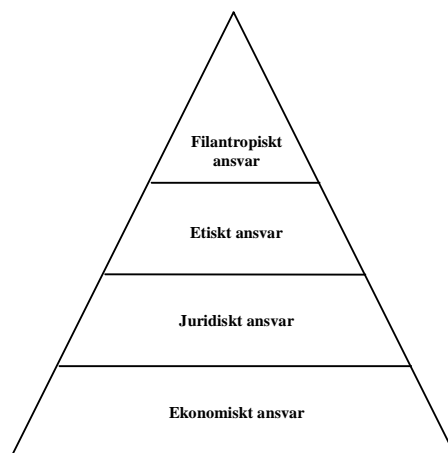 Filantropiskt
ansvar
Etiskt ansvar
Juridiskt ansvar
Ekonomiskt ansvar